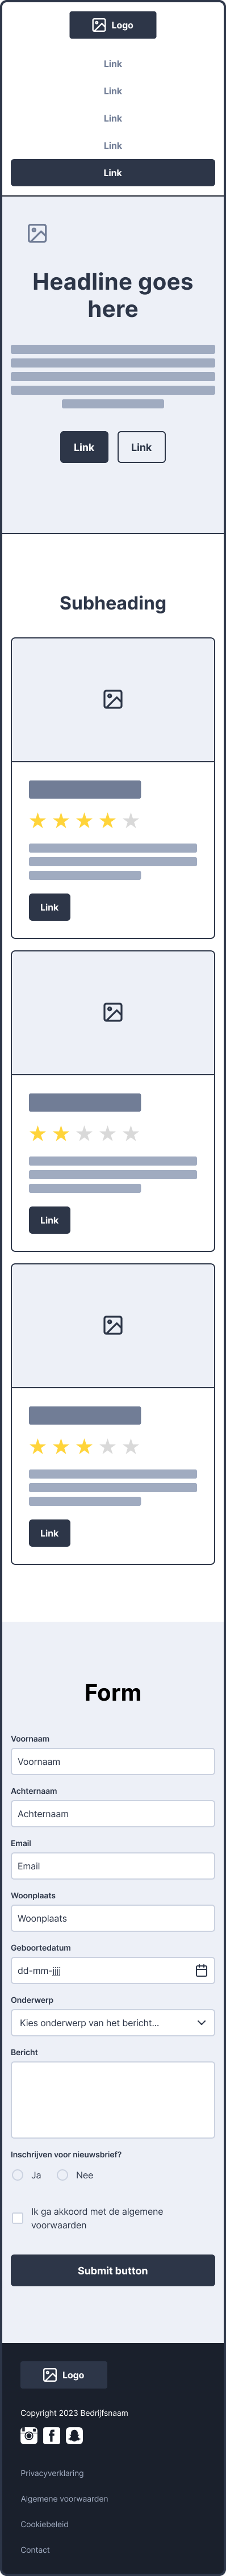 Logo
Link
Link
Link
Link
Link
Headline goes
here
Link
Link
Subheading
Link
Link
Link
Form
Voornaam
Voornaam
Achternaam
Achternaam
Email
Email
Woonplaats
Woonplaats
Geboortedatum
dd-mm-jjjj
Onderwerp
Kies onderwerp van het bericht...
Bericht
Inschrijven voor nieuwsbrief?
Ja
Nee
Ik ga akkoord met de algemene
voorwaarden
Submit button
Logo
Copyright 2023 Bedrijfsnaam
Privacyverklaring
Algemene voorwaarden
Cookiebeleid
Contact